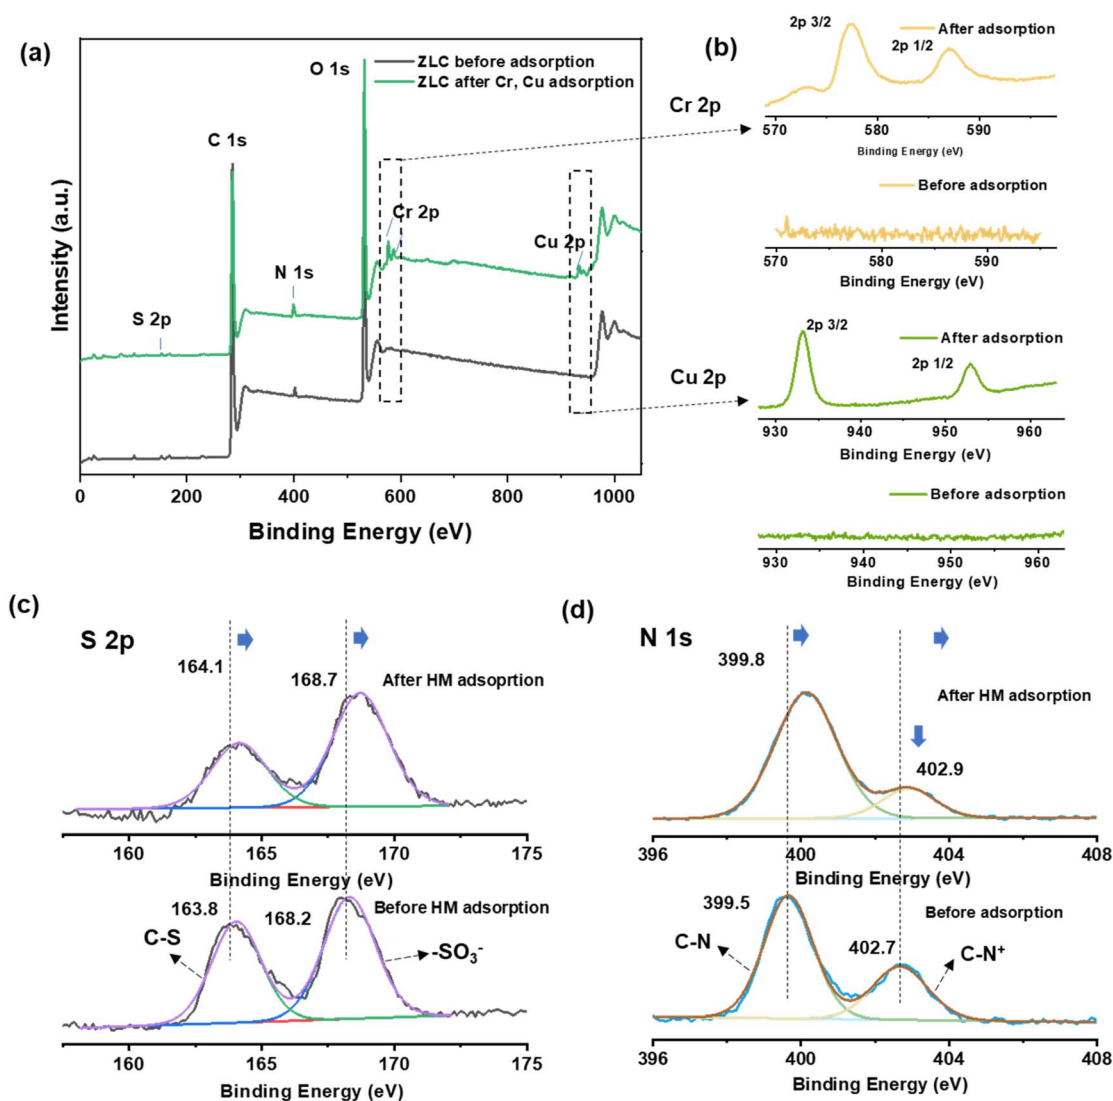 (a)
O 1s
ZLC before adsorption
ZLC after Cr, Cu adsorption
C 1s
Cr 2p
Cu 2p
N 1s
S 2p
Intensity (a.u.)
0 200 400 600 800 1000
Binding Energy (eV)
(b)
2p 3/2
After adsorption
2p 1/2
Cr 2p
570 580 590
Binding Energy (eV)
Before adsorption
570 580 590
Binding Energy (eV)
2p 3/2
After adsorption
2p 1/2
Cu 2p
930 940 950 960
Binding Energy (eV)
Before adsorption
930 940 950 960
Binding Energy (eV)
(c)
S 2p
164.1
168.7
After HM adsoprtion
160 165 170 175
Binding Energy (eV)
163.8
168.2
Before HM adsorption
C-S
-SO3-
160 165 170 175
Binding Energy (eV)
(d)
N 1s
399.8
After HM adsorption
402.9
396 400 404 408
Binding Energy (eV)
399.5
Before adsorption
C-N
402.7
C-N+
396 400 404 408
Binding Energy (eV)